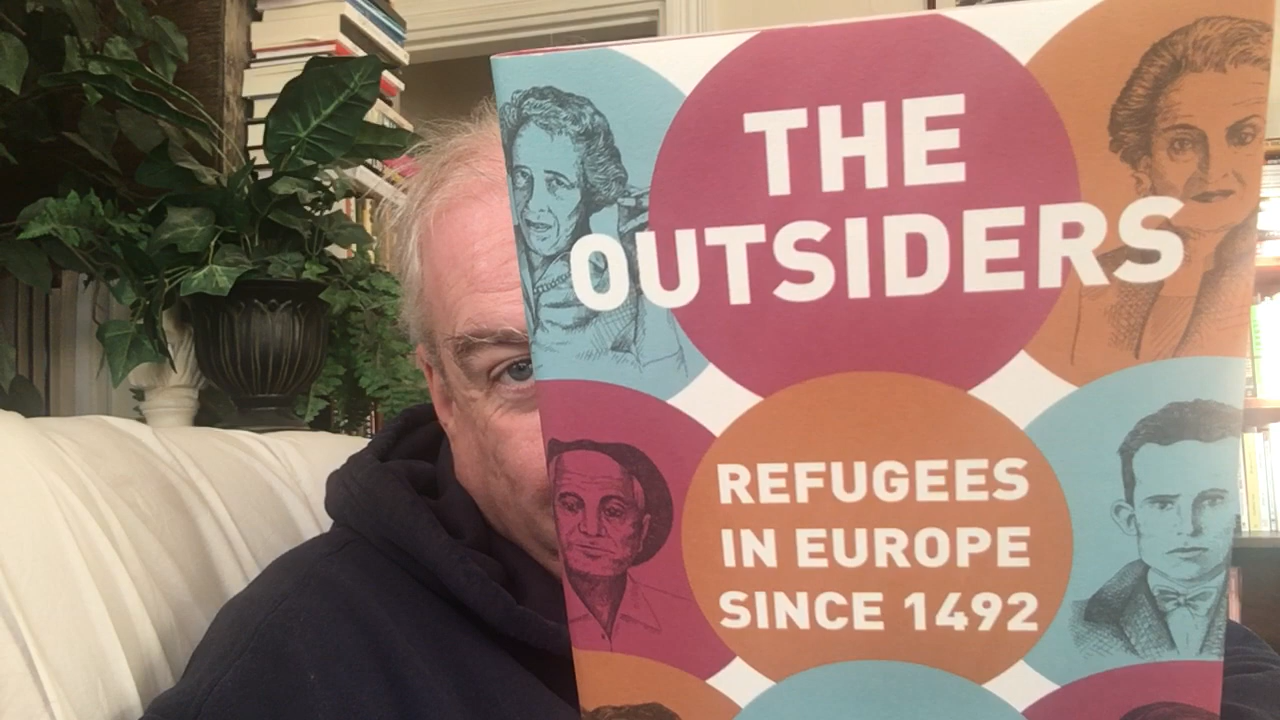 THE
OUTSIDERS
REFUGEES
IN EUROPE
SINCE 1492